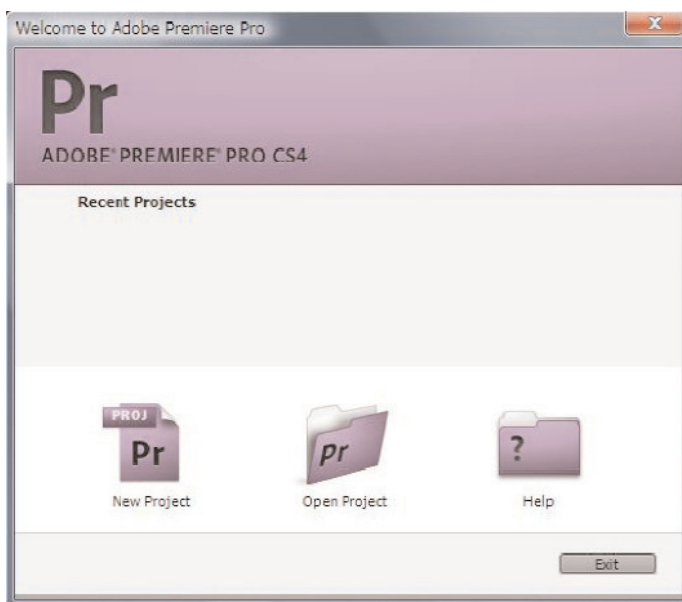 Welcome to Adobe Premiere Pro
X
Pr
ADOBE® PREMIERE® PRO CS4
Recent Projects
PROJ
Pr
Pr
?
New Project
Open Project
Help
Exit